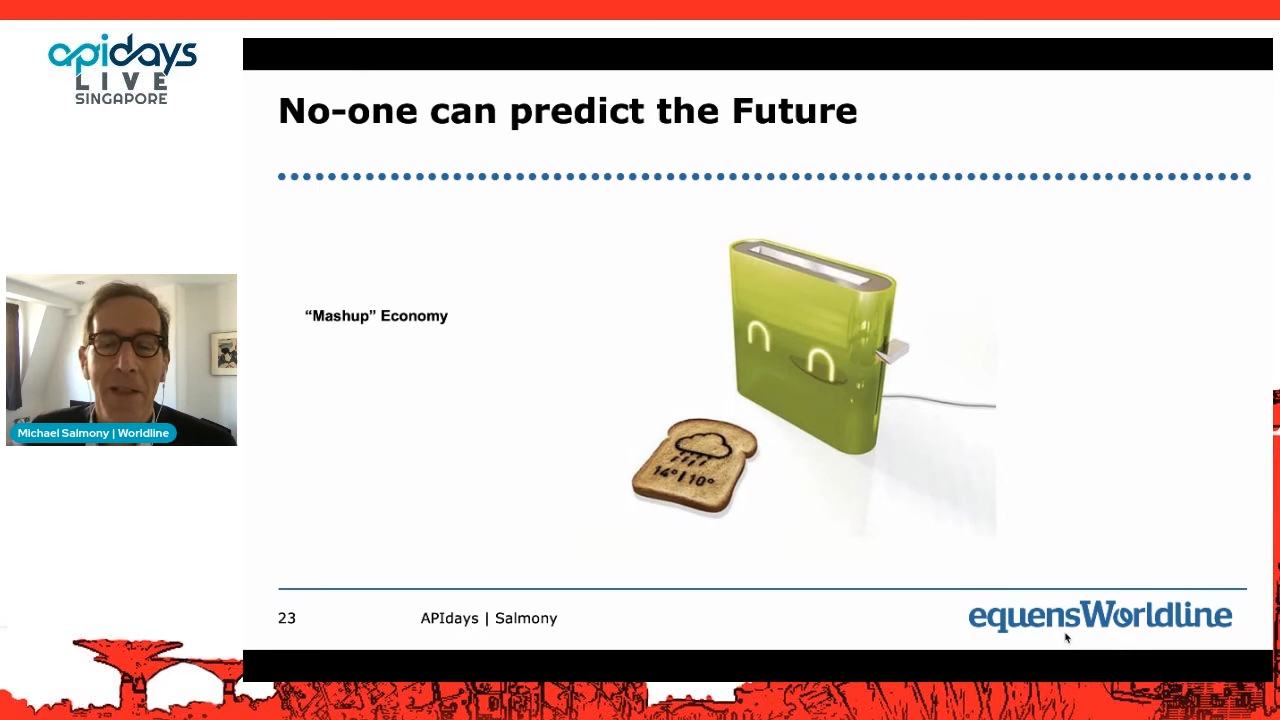 apidays
LIVE
SINGAPORE
No-one can predict the Future
“Mashup” Economy
14° | 10°
Michael Salmony | Worldline
23
APIdays | Salmony
equensWorldline